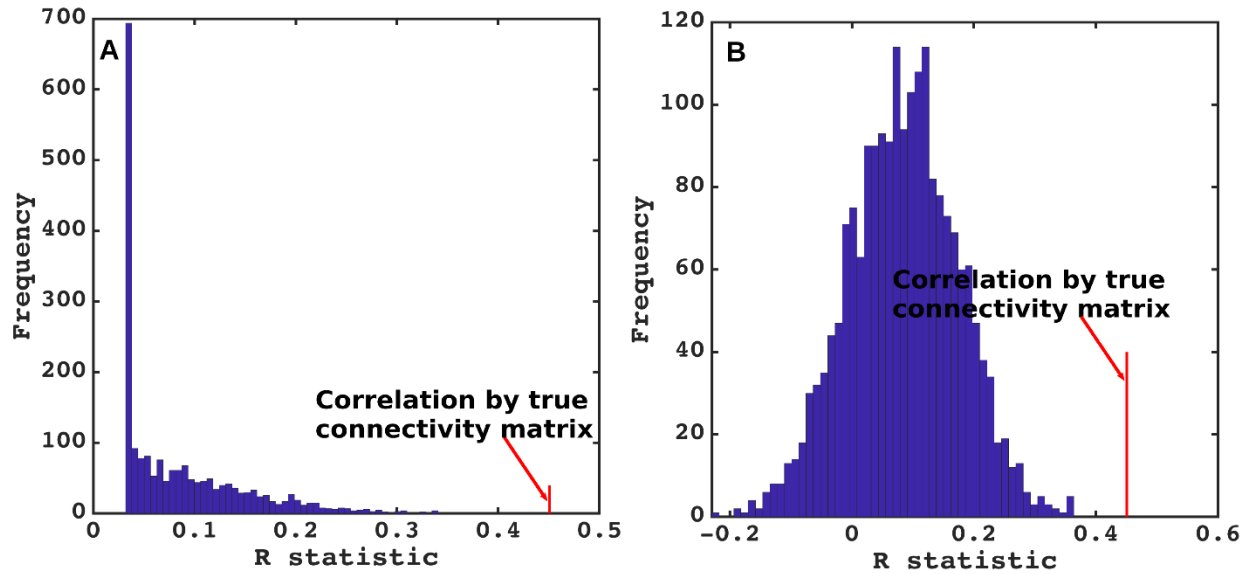 A
700
600
500
400
300
200
100
0
Frequency
Correlation by true
connectivity matrix
0 0.1 0.2 0.3 0.4 0.5
R statistic
B
120
100
80
60
40
20
0
Frequency
Correlation by true
connectivity matrix
-0.2 0 0.2 0.4 0.6
R statistic